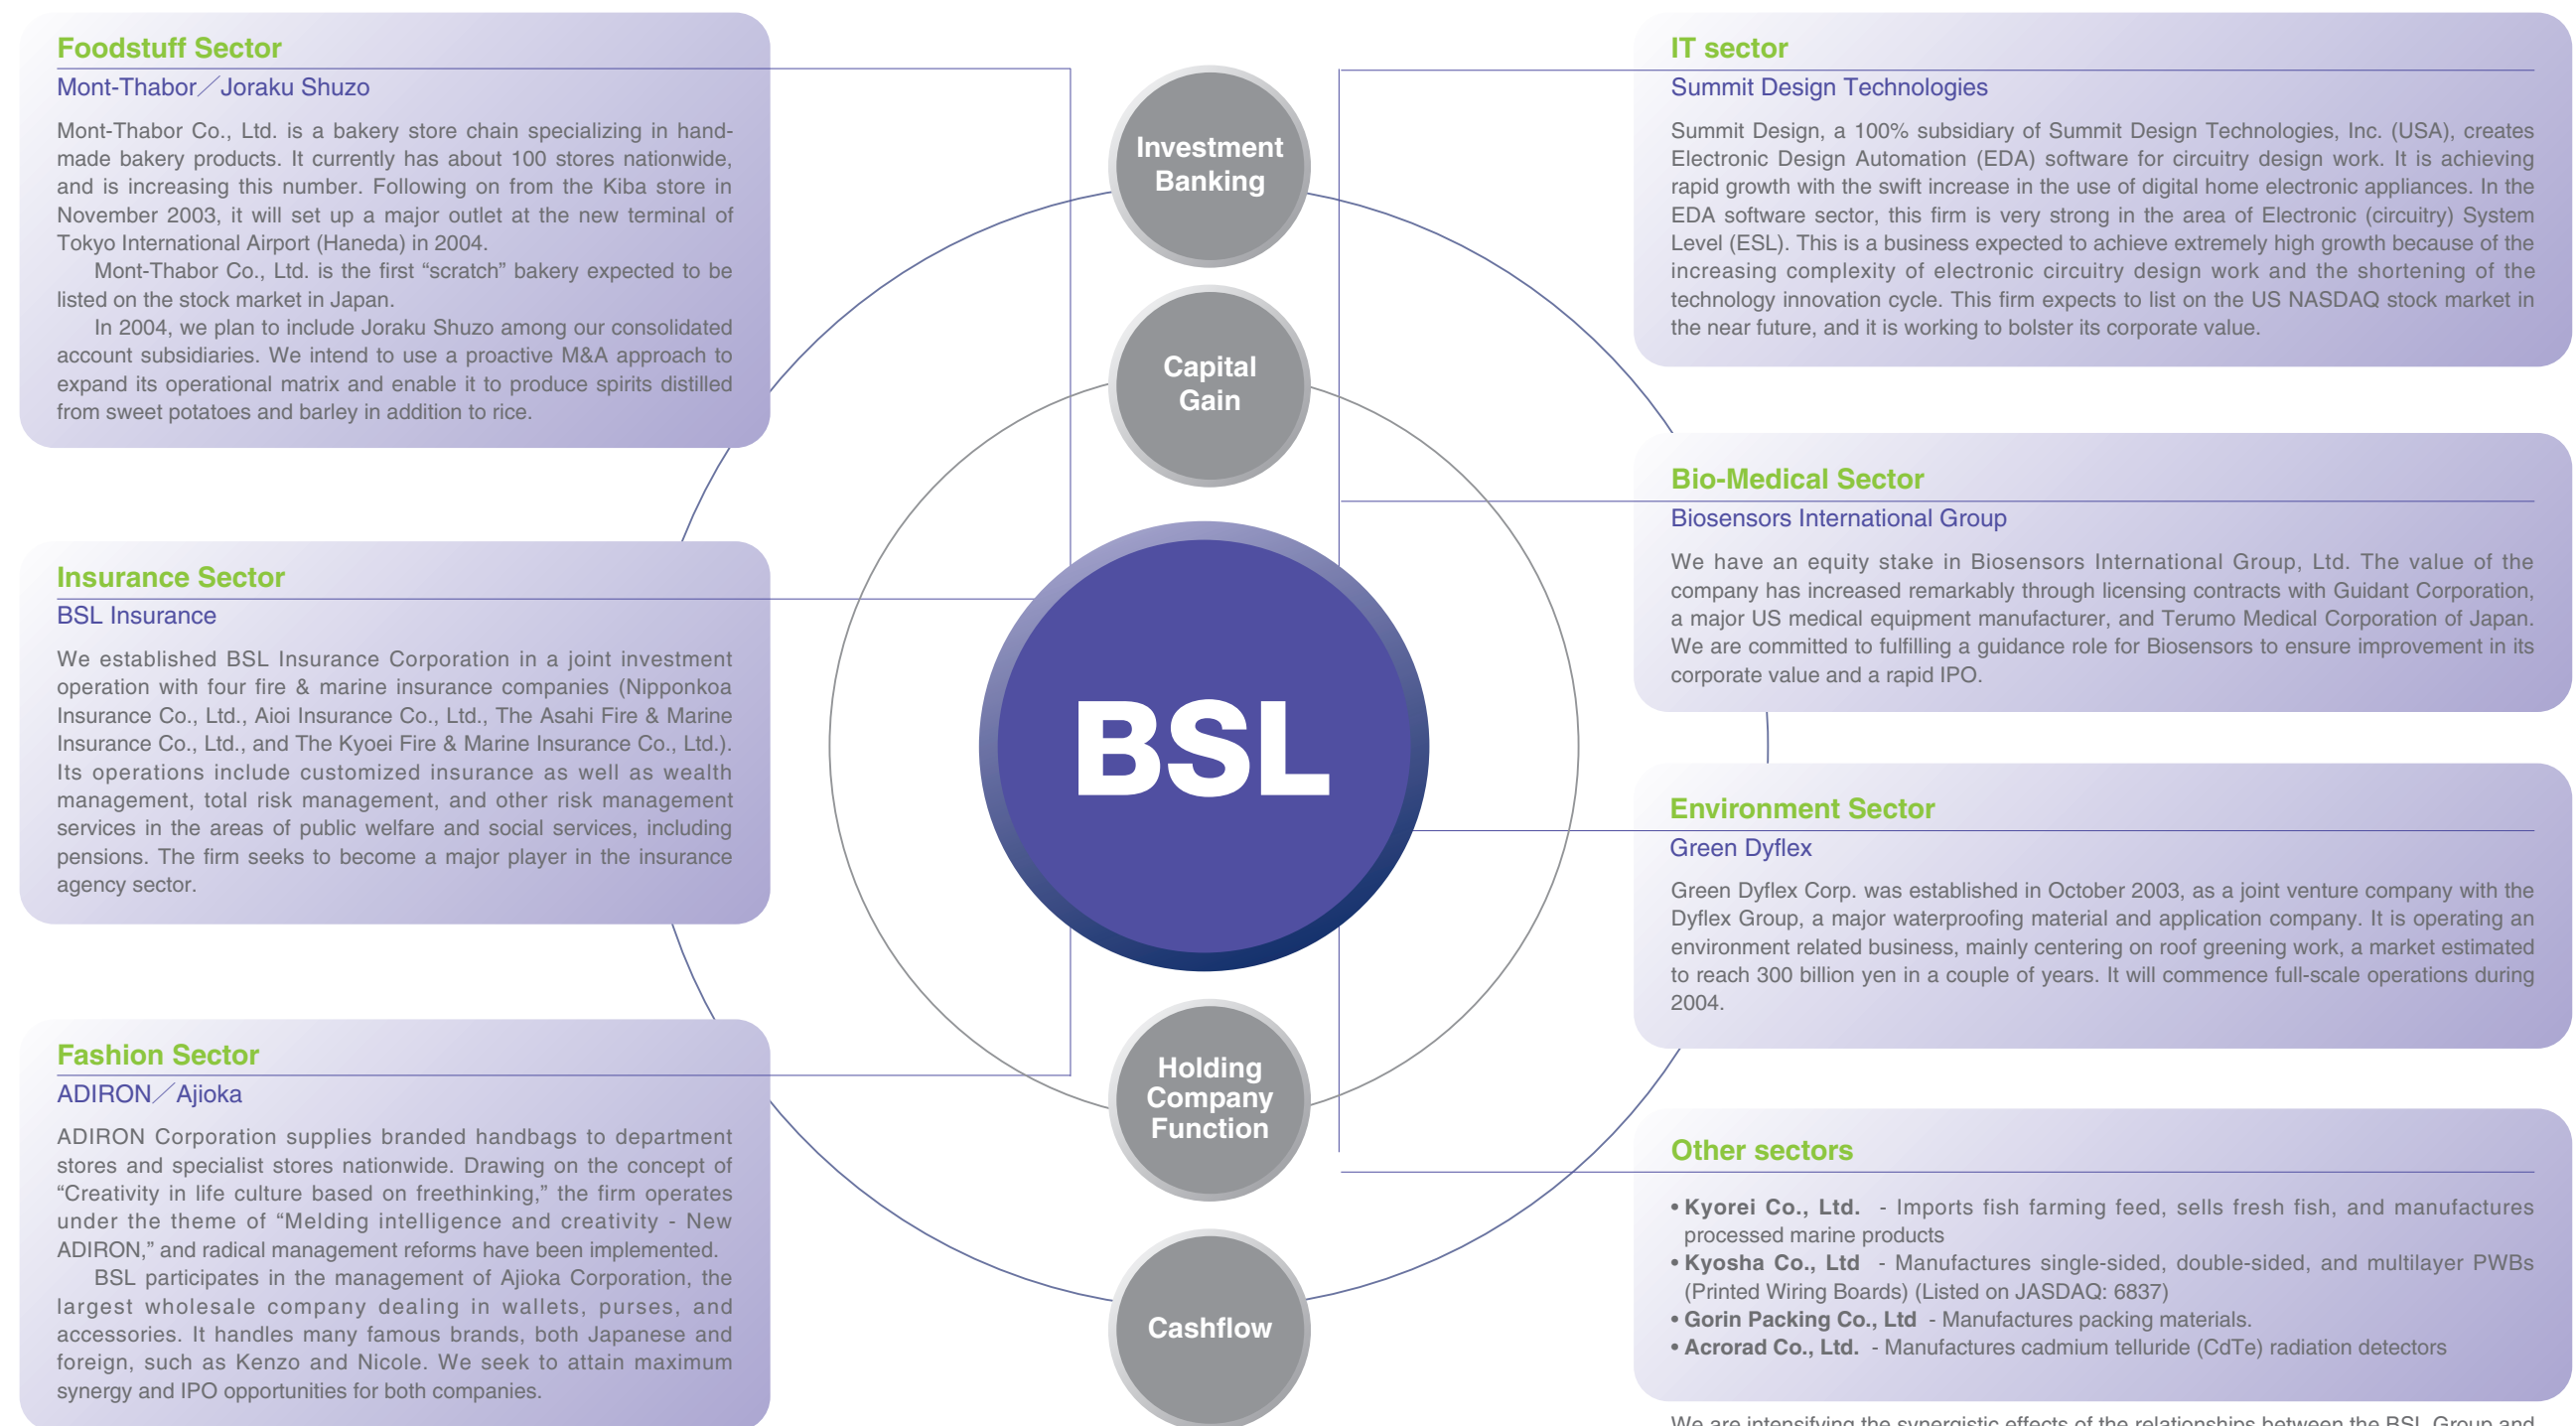 Foodstuff Sector
Mont-Thabor／Joraku Shuzo
Mont-Thabor Co., Ltd. is a bakery store chain specializing in hand-
made bakery products. It currently has about 100 stores nationwide,
and is increasing this number. Following on from the Kiba store in
November 2003, it will set up a major outlet at the new terminal of
Tokyo International Airport (Haneda) in 2004.
Mont-Thabor Co., Ltd. is the first “scratch” bakery expected to be
listed on the stock market in Japan.
In 2004, we plan to include Joraku Shuzo among our consolidated
account subsidiaries. We intend to use a proactive M&A approach to
expand its operational matrix and enable it to produce spirits distilled
from sweet potatoes and barley in addition to rice.
Insurance Sector
BSL Insurance
We established BSL Insurance Corporation in a joint investment
operation with four fire & marine insurance companies (Nipponkoa
Insurance Co., Ltd., Aioi Insurance Co., Ltd., The Asahi Fire & Marine
Insurance Co., Ltd., and The Kyoei Fire & Marine Insurance Co., Ltd.).
Its operations include customized insurance as well as wealth
management, total risk management, and other risk management
services in the areas of public welfare and social services, including
pensions. The firm seeks to become a major player in the insurance
agency sector.
Fashion Sector
ADIRON／Ajioka
ADIRON Corporation supplies branded handbags to department
stores and specialist stores nationwide. Drawing on the concept of
“Creativity in life culture based on freethinking,” the firm operates
under the theme of “Melding intelligence and creativity - New
ADIRON,” and radical management reforms have been implemented.
BSL participates in the management of Ajioka Corporation, the
largest wholesale company dealing in wallets, purses, and
accessories. It handles many famous brands, both Japanese and
foreign, such as Kenzo and Nicole. We seek to attain maximum
synergy and IPO opportunities for both companies.
Investment
Banking
Capital
Gain
BSL
Holding
Company
Function
Cashflow
IT sector
Summit Design Technologies
Summit Design, a 100% subsidiary of Summit Design Technologies, Inc. (USA), creates
Electronic Design Automation (EDA) software for circuitry design work. It is achieving
rapid growth with the swift increase in the use of digital home electronic appliances. In the
EDA software sector, this firm is very strong in the area of Electronic (circuitry) System
Level (ESL). This is a business expected to achieve extremely high growth because of the
increasing complexity of electronic circuitry design work and the shortening of the
technology innovation cycle. This firm expects to list on the US NASDAQ stock market in
the near future, and it is working to bolster its corporate value.
Bio-Medical Sector
Biosensors International Group
We have an equity stake in Biosensors International Group, Ltd. The value of the
company has increased remarkably through licensing contracts with Guidant Corporation,
a major US medical equipment manufacturer, and Terumo Medical Corporation of Japan.
We are committed to fulfilling a guidance role for Biosensors to ensure improvement in its
corporate value and a rapid IPO.
Environment Sector
Green Dyflex
Green Dyflex Corp. was established in October 2003, as a joint venture company with the
Dyflex Group, a major waterproofing material and application company. It is operating an
environment related business, mainly centering on roof greening work, a market estimated
to reach 300 billion yen in a couple of years. It will commence full-scale operations during
2004.
Other sectors
• Kyorei Co., Ltd. - Imports fish farming feed, sells fresh fish, and manufactures
processed marine products
• Kyosha Co., Ltd - Manufactures single-sided, double-sided, and multilayer PWBs
(Printed Wiring Boards) (Listed on JASDAQ: 6837)
• Gorin Packing Co., Ltd - Manufactures packing materials.
• Acrorad Co., Ltd. - Manufactures cadmium telluride (CdTe) radiation detectors
We are intensifying the synergistic effects of the relationships between the BSL Group and